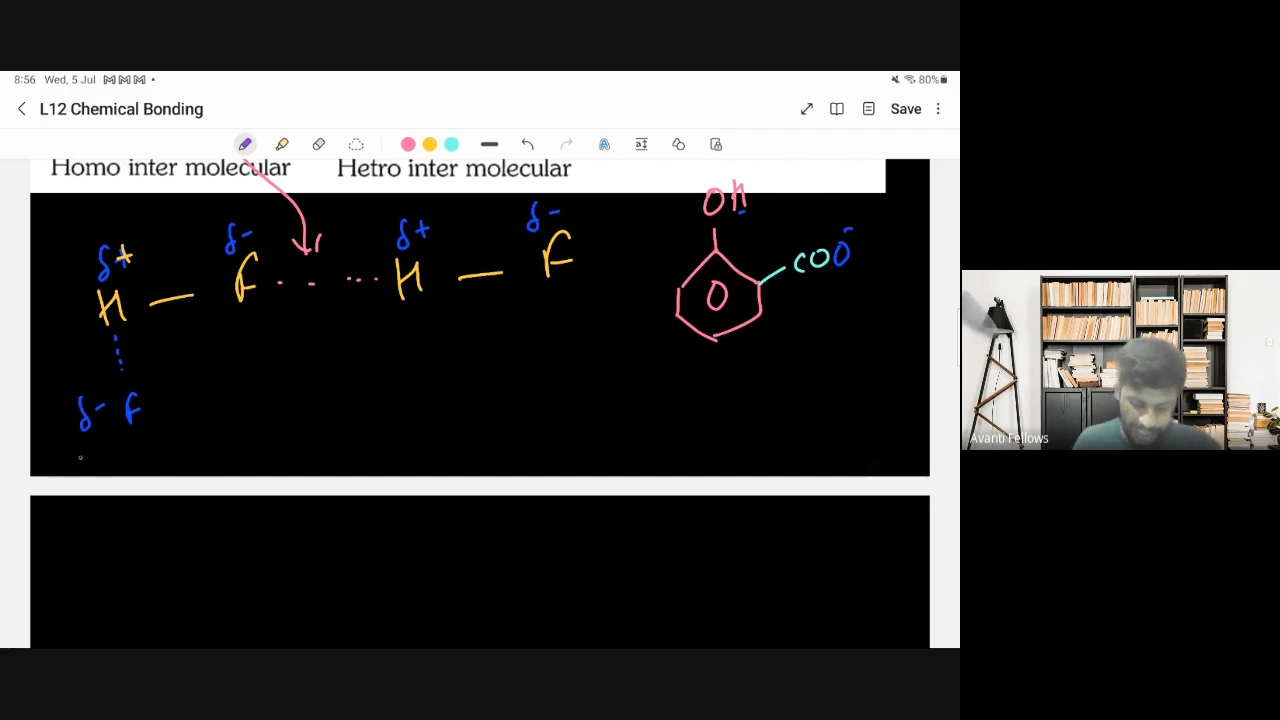 8:56 Wed, 5 Jul
80%
L12 Chemical Bonding
Save
Homo inter molecular Hetro inter molecular
δ+ δ- δ+ δ-
H — F · · ··· H — F
OH
COO-
δ- F
Avanti Fellows